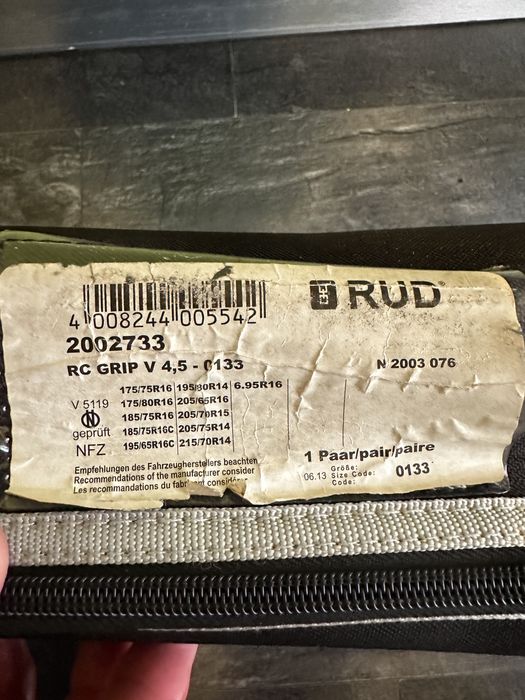 RUD
4 008244 005542
2002733
RC GRIP V 4,5 - 0133
N 2003 076
V 5119
geprüft
NFZ
175/75R16 195/80R14 6.95R16
175/80R16 205/65R16
185/75R16 205/70R15
185/75R16C 205/75R14
195/65R16C 215/70R14
1 Paar/pair/paire
06.13 Größe: Size Code: Code: 0133
Empfehlungen des Fahrzeugherstellers beachten
Recommendations of the manufacturer consider
Les recommandations du fabricant considérer